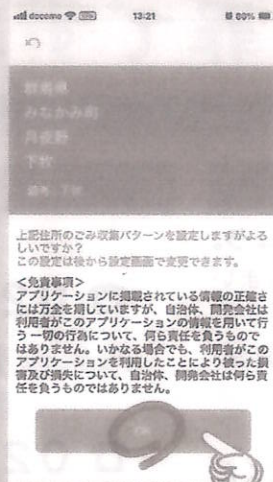 docomo 13:21 80%
群馬県
みなかみ町
月夜野
下牧
上記住所のごみ収集パターンを設定しますがよろ
しいですか？
この設定は後から設定画面で変更できます。
＜免責事項＞
アプリケーションに掲載されている情報の正確さ
には万全を期していますが、自治体、開発会社は
利用者がこのアプリケーションの情報を用いて行
う一切の行為について、何ら責任を負うもので
はありません。いかなる場合でも、利用者がこの
アプリケーションを利用したことにより被った損
害及び損失について、自治体、開発会社は何ら責
任を負うものではありません。